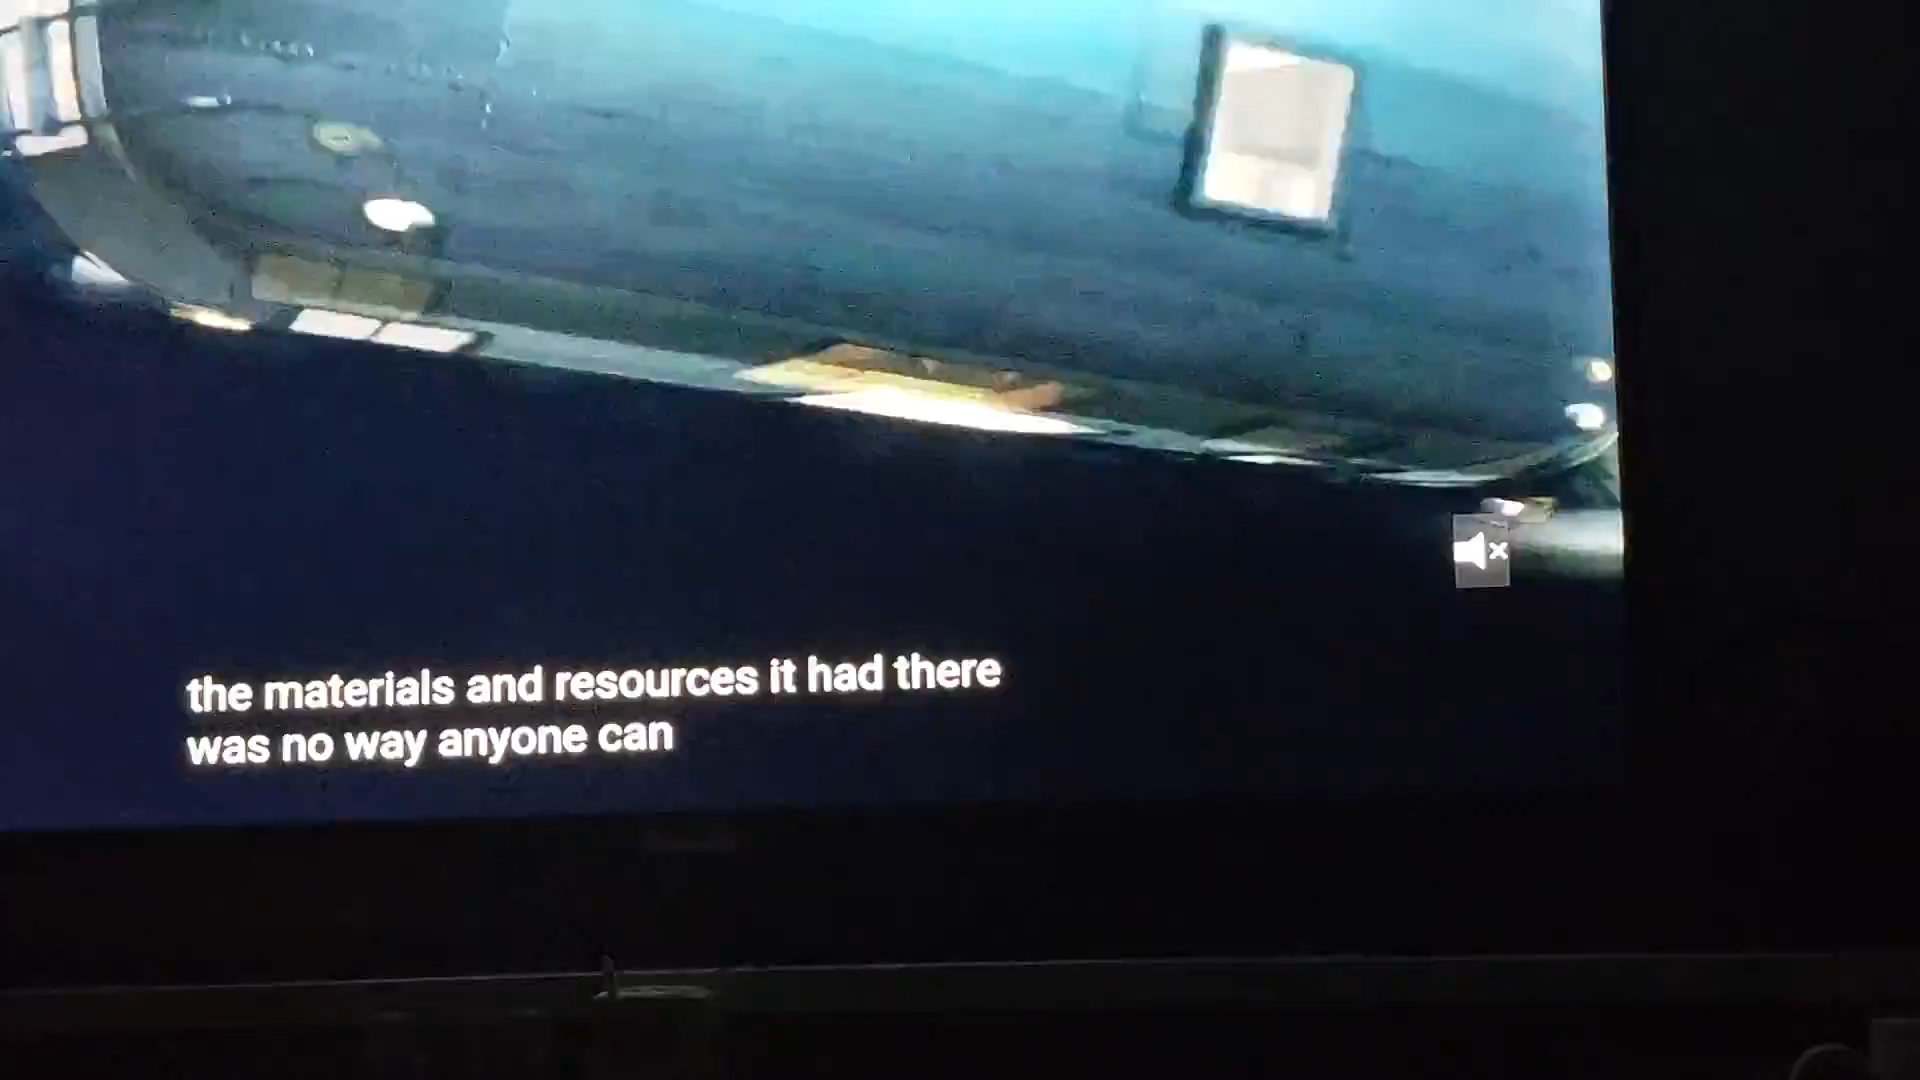 the materials and resources it had there
was no way anyone can